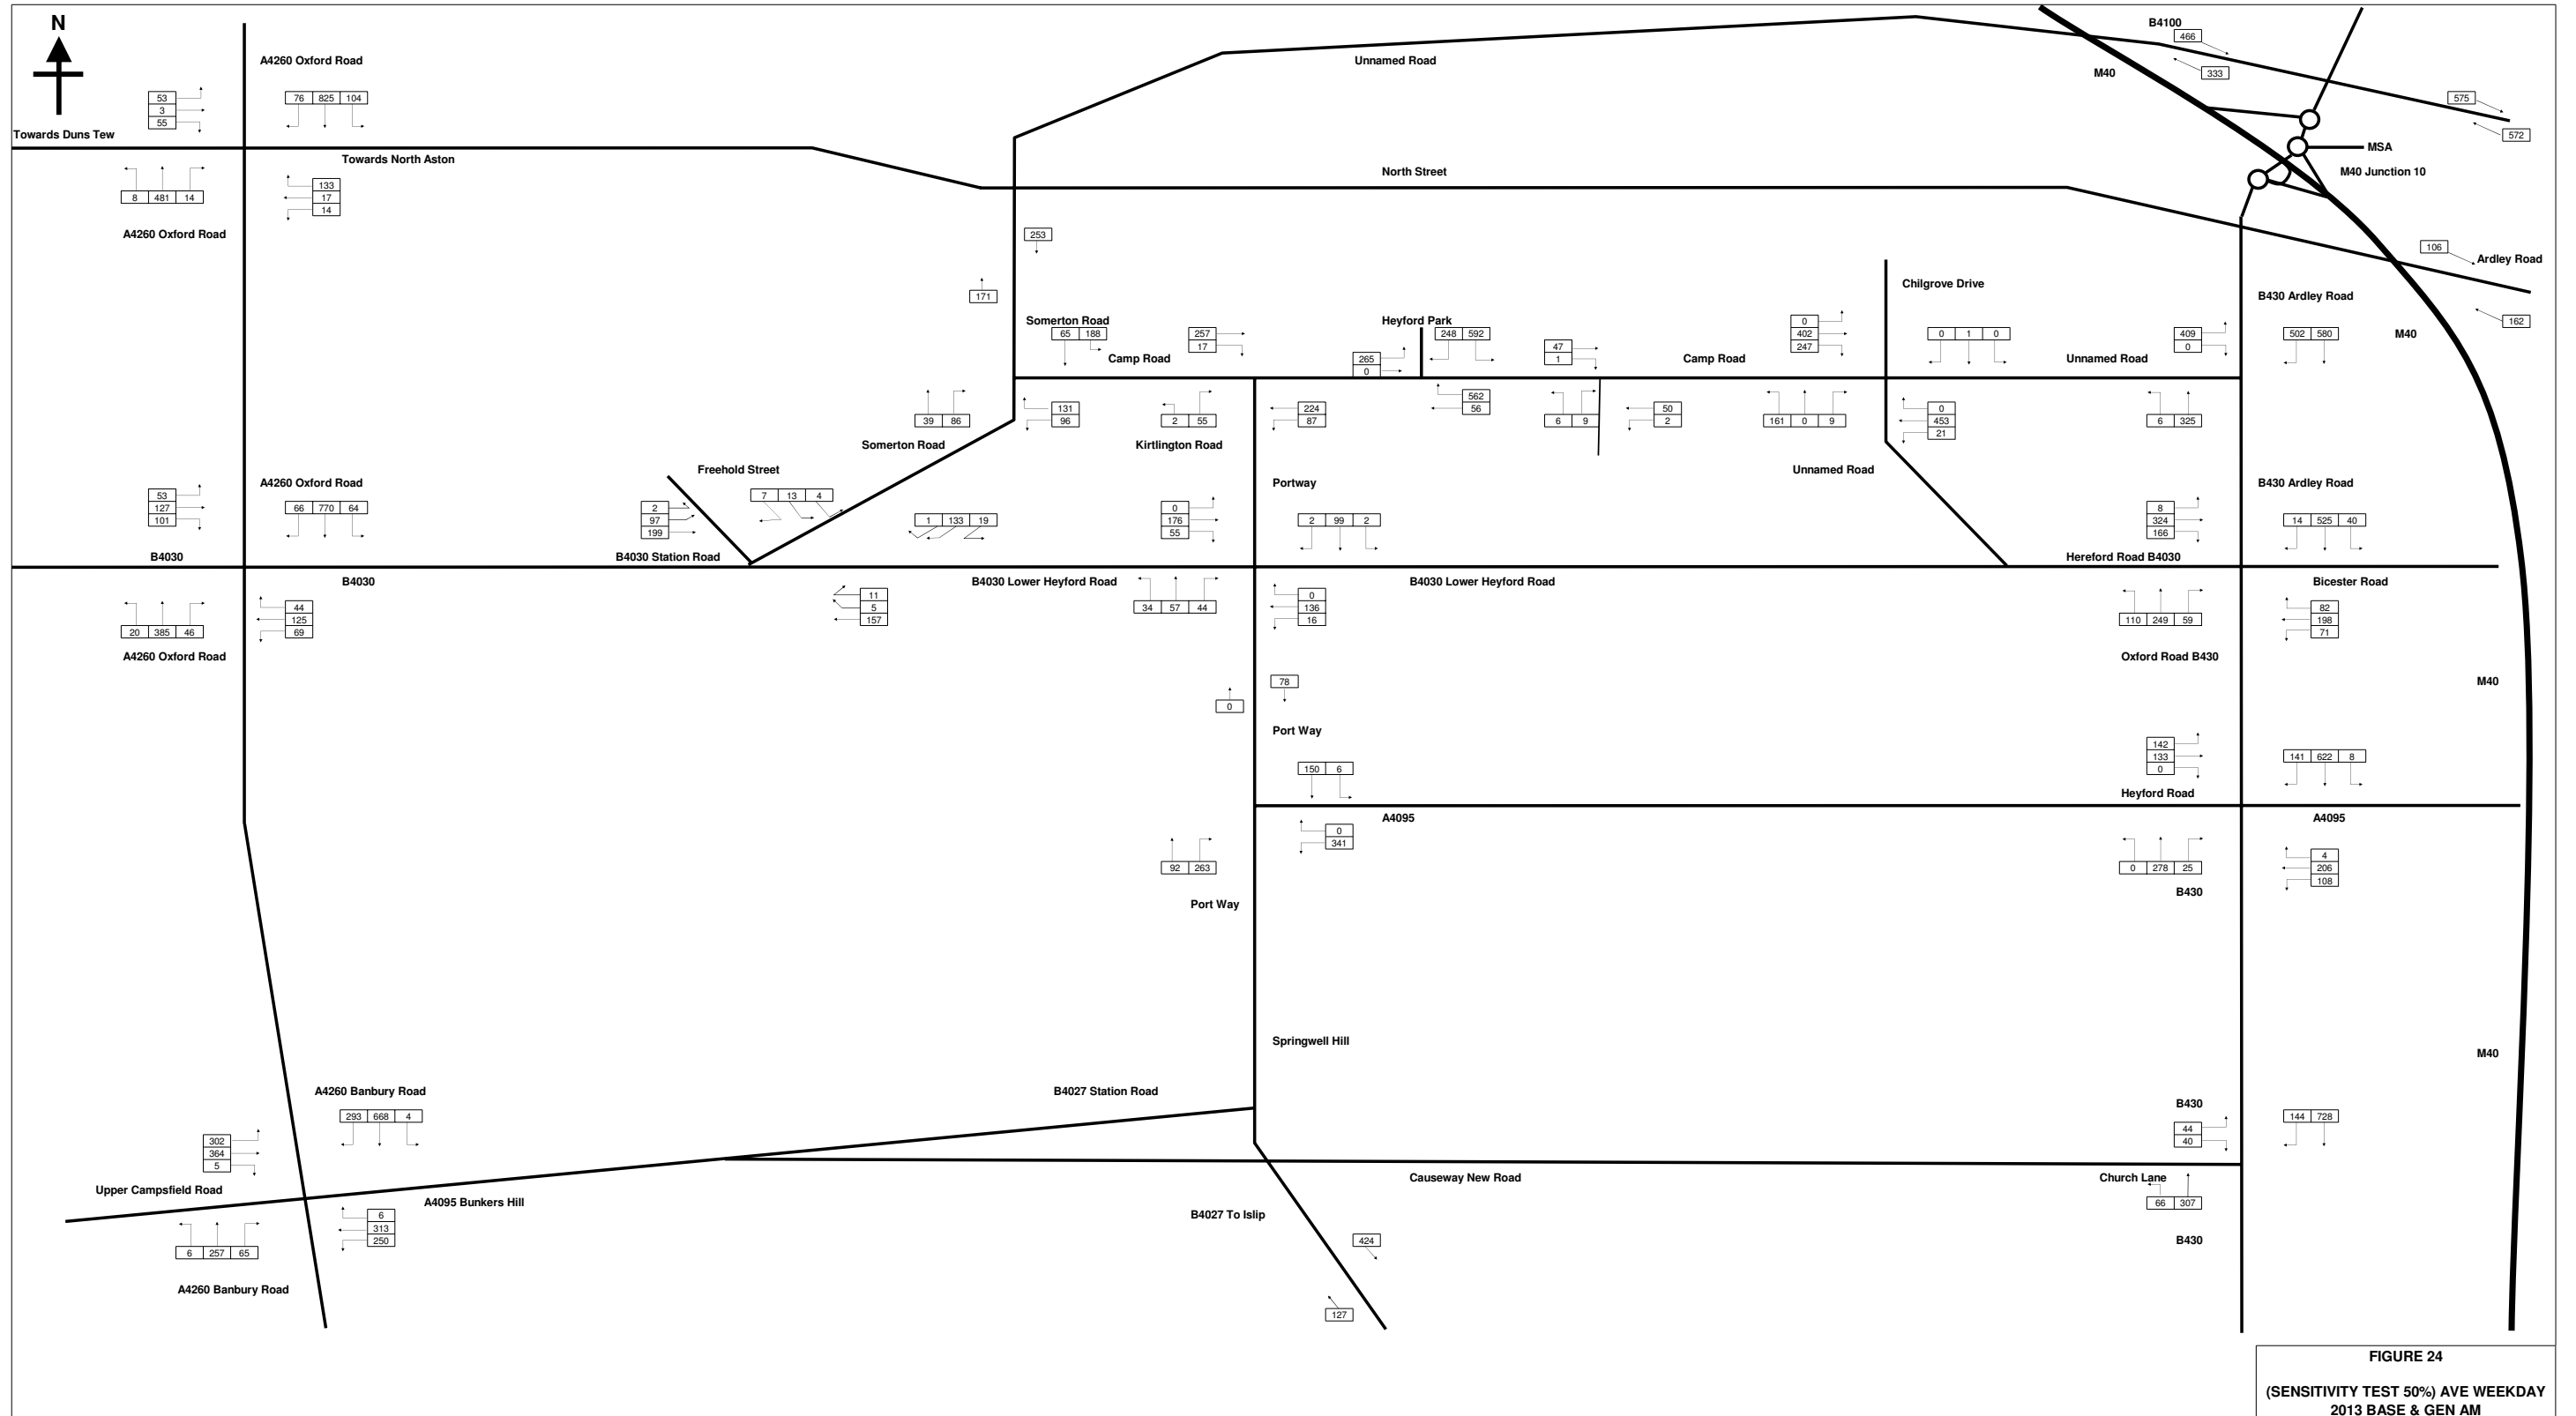 N
B4100
466
A4260 Oxford Road
Unnamed Road
M40
333
53
3
55
76 825 104
575
572
Towards Duns Tew
Towards North Aston
MSA
North Street
M40 Junction 10
8 481 14
133
17
14
A4260 Oxford Road
253
106
Ardley Road
171
Chilgrove Drive
B430 Ardley Road
162
Somerton Road
65 188
Camp Road
257
17
Heyford Park
265
0
248 592
47
1
Camp Road
0
402
247
0 1 0
Unnamed Road
409
0
502 580
M40
39 86
131
96
2 55
224
87
562
56
6 9
50
2
161 0 9
0
453
21
6 325
Somerton Road
Kirtlington Road
Freehold Street
Unnamed Road
A4260 Oxford Road
Portway
B430 Ardley Road
53
127
101
66 770 64
2
97
199
7 13 4
1 133 19
0
176
55
2 99 2
8
324
166
14 525 40
B4030
B4030 Station Road
Hereford Road B4030
B4030
B4030 Lower Heyford Road
B4030 Lower Heyford Road
Bicester Road
20 385 46
44
125
69
11
5
157
34 57 44
0
136
16
110 249 59
82
198
71
A4260 Oxford Road
Oxford Road B430
78
M40
0
Port Way
142
133
0
150 6
141 622 8
Heyford Road
A4095
A4095
0
341
92 263
0 278 25
4
206
108
B430
Port Way
Springwell Hill
M40
A4260 Banbury Road
B4027 Station Road
B430
293 668 4
144 728
302
364
5
44
40
Upper Campsfield Road
Causeway New Road
Church Lane
A4095 Bunkers Hill
66 307
B4027 To Islip
6
313
250
6 257 65
424
B430
A4260 Banbury Road
127
FIGURE 24
(SENSITIVITY TEST 50%) AVE WEEKDAY
2013 BASE & GEN AM